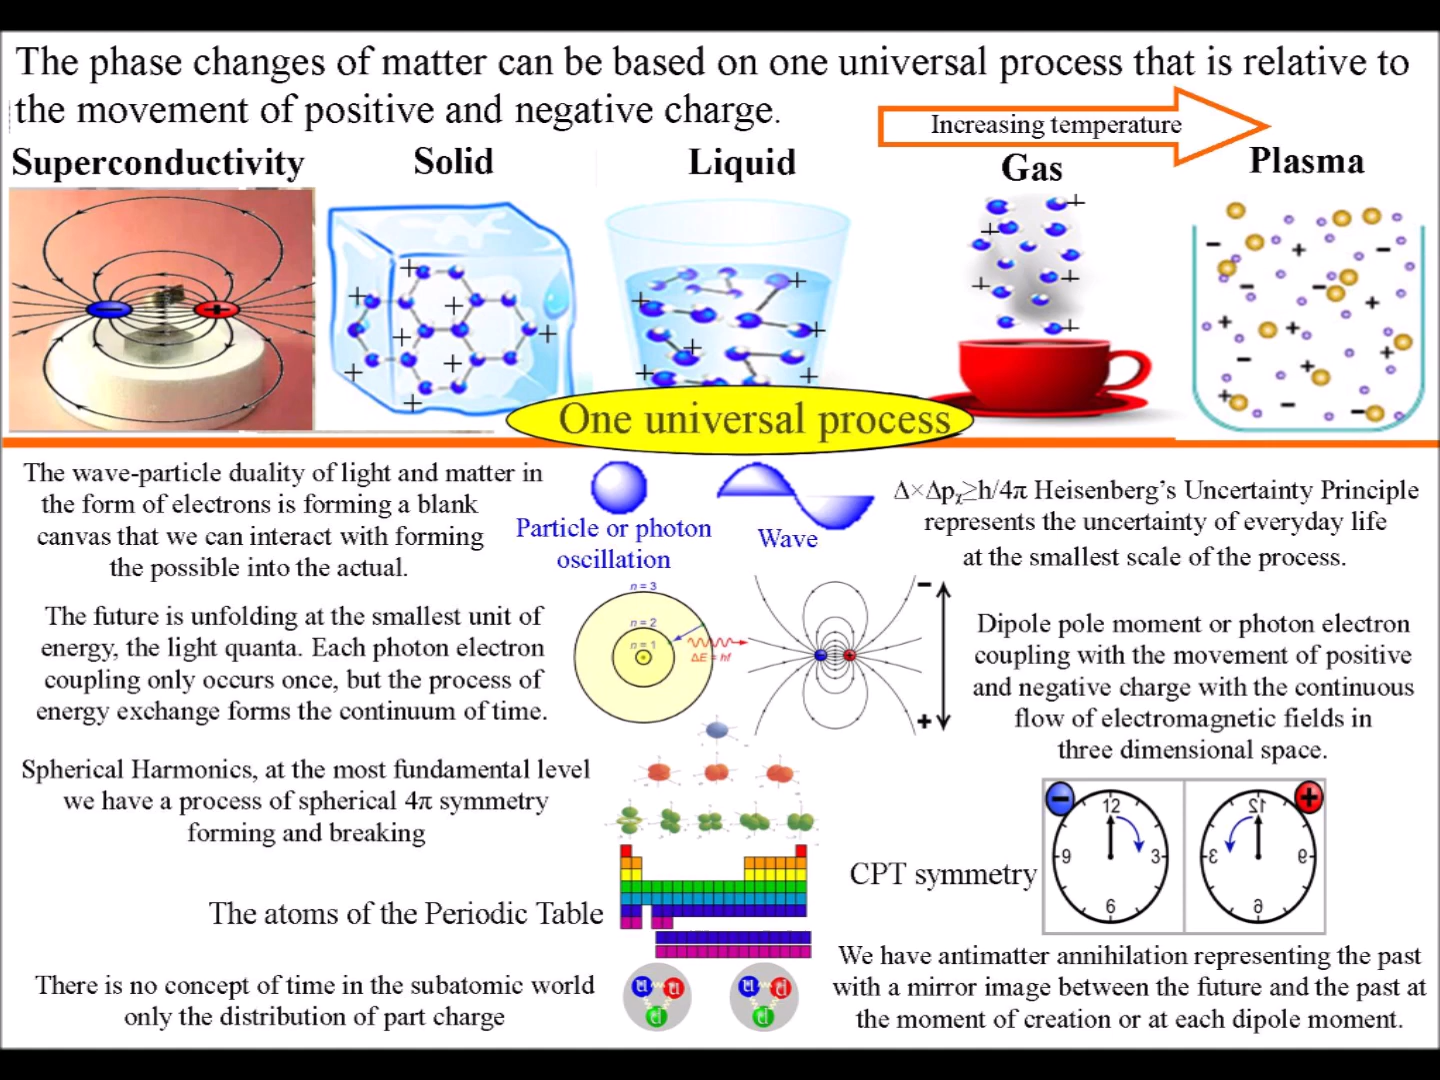 The phase changes of matter can be based on one universal process that is relative to
the movement of positive and negative charge.
Increasing temperature
Superconductivity
Solid
Liquid
Gas
Plasma
One universal process
The wave-particle duality of light and matter in
the form of electrons is forming a blank
canvas that we can interact with forming
the possible into the actual.
Particle or photon
oscillation
Wave
Δ×Δpₓ≥h/4π Heisenberg's Uncertainty Principle
represents the uncertainty of everyday life
at the smallest scale of the process.
The future is unfolding at the smallest unit of
energy, the light quanta. Each photon electron
coupling only occurs once, but the process of
energy exchange forms the continuum of time.
n = 3
n = 2
n = 1
ΔE = hf
−
+
Dipole pole moment or photon electron
coupling with the movement of positive
and negative charge with the continuous
flow of electromagnetic fields in
three dimensional space.
Spherical Harmonics, at the most fundamental level
we have a process of spherical 4π symmetry
forming and breaking
CPT symmetry
− 12 3 6 9
+ 12 3 6 9
The atoms of the Periodic Table
We have antimatter annihilation representing the past
with a mirror image between the future and the past at
the moment of creation or at each dipole moment.
There is no concept of time in the subatomic world
only the distribution of part charge